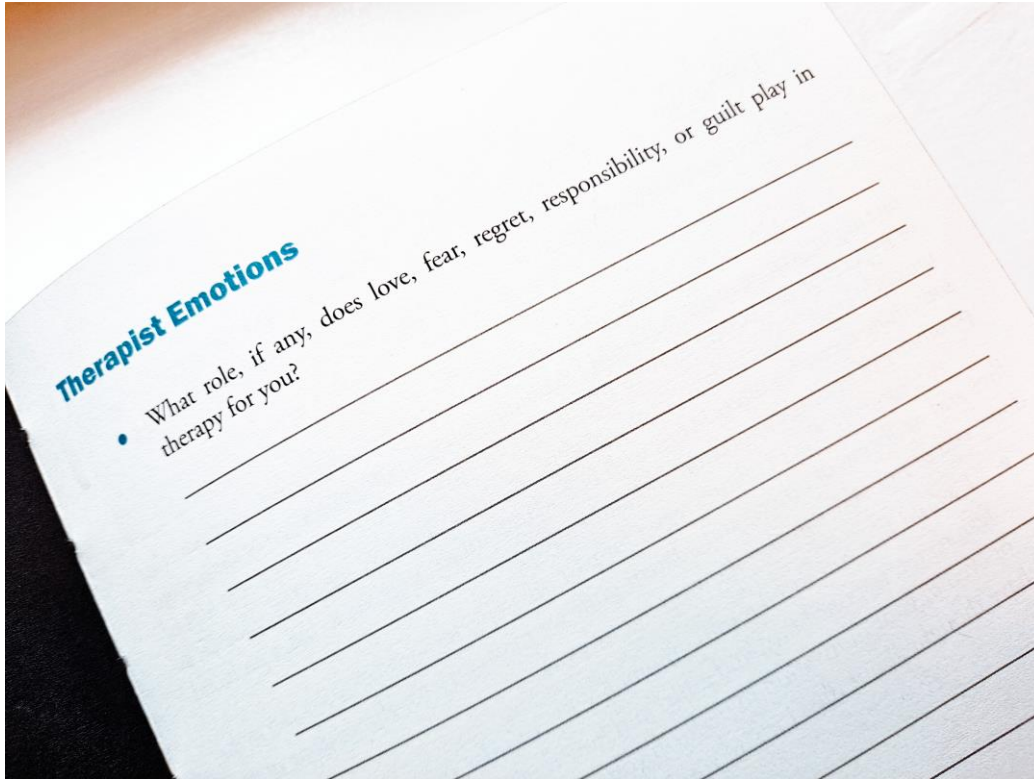 Therapist Emotions
• What role, if any, does love, fear, regret, responsibility, or guilt play in
therapy for you?